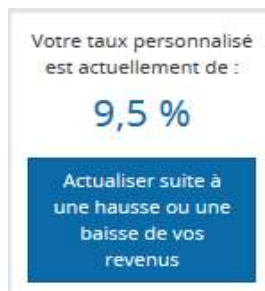 Votre taux personnalisé
est actuellement de :
9,5 %
Actualiser suite à
une hausse ou une
baisse de vos
revenus